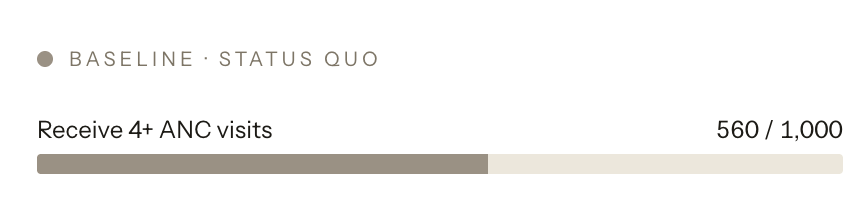 BASELINE · STATUS QUO
Receive 4+ ANC visits 560 / 1,000